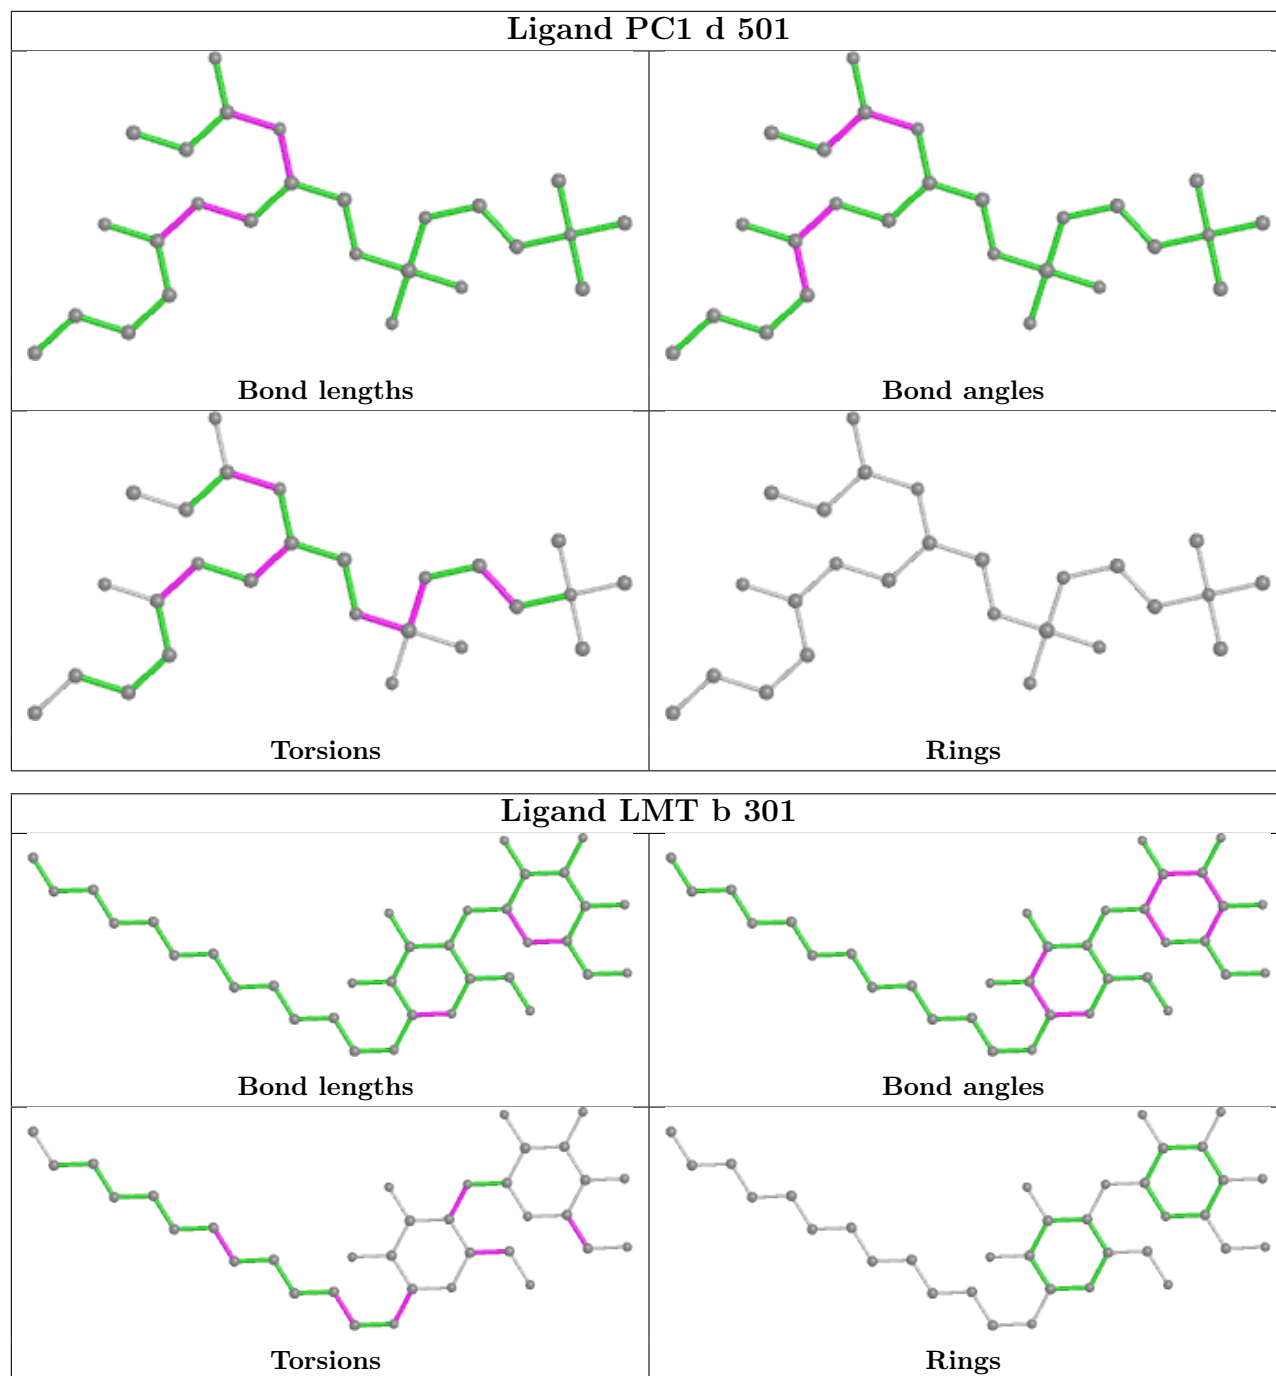 Ligand PC1 d 501
Bond lengths
Bond angles
Torsions
Rings
Ligand LMT b 301
Bond lengths
Bond angles
Torsions
Rings